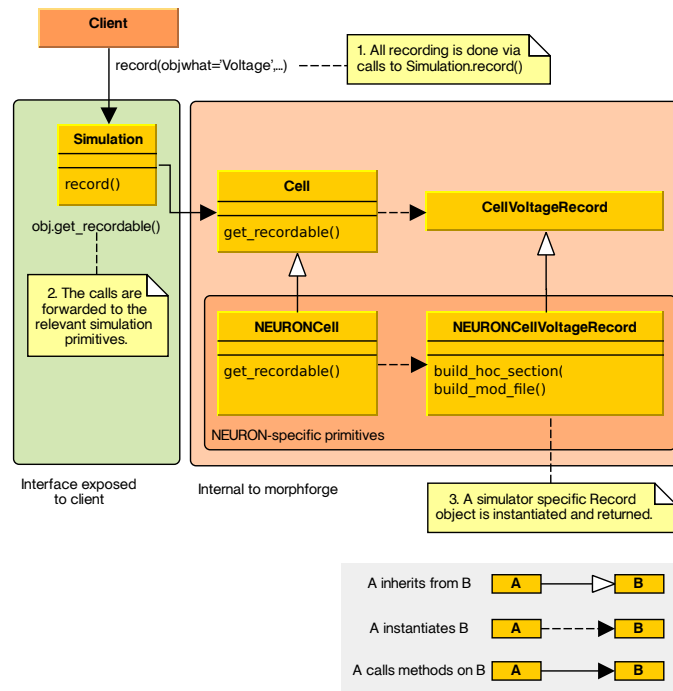 Client
record(objwhat='Voltage',...)
1. All recording is done via
calls to Simulation.record()
Simulation
record()
obj.get_recordable()
2. The calls are
forwarded to the
relevant simulation
primitives.
Cell
get_recordable()
CellVoltageRecord
NEURONCell
get_recordable()
NEURONCellVoltageRecord
build_hoc_section(
build_mod_file()
NEURON-specific primitives
Interface exposed
to client
Internal to morphforge
3. A simulator specific Record
object is instantiated and returned.
A inherits from B
A
B
A instantiates B
A
B
A calls methods on B
A
B